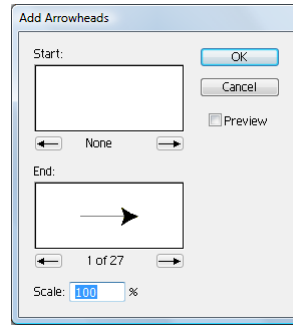 Add Arrowheads
Start:
OK
Cancel
Preview
None
End:
1 of 27
Scale: 100 %